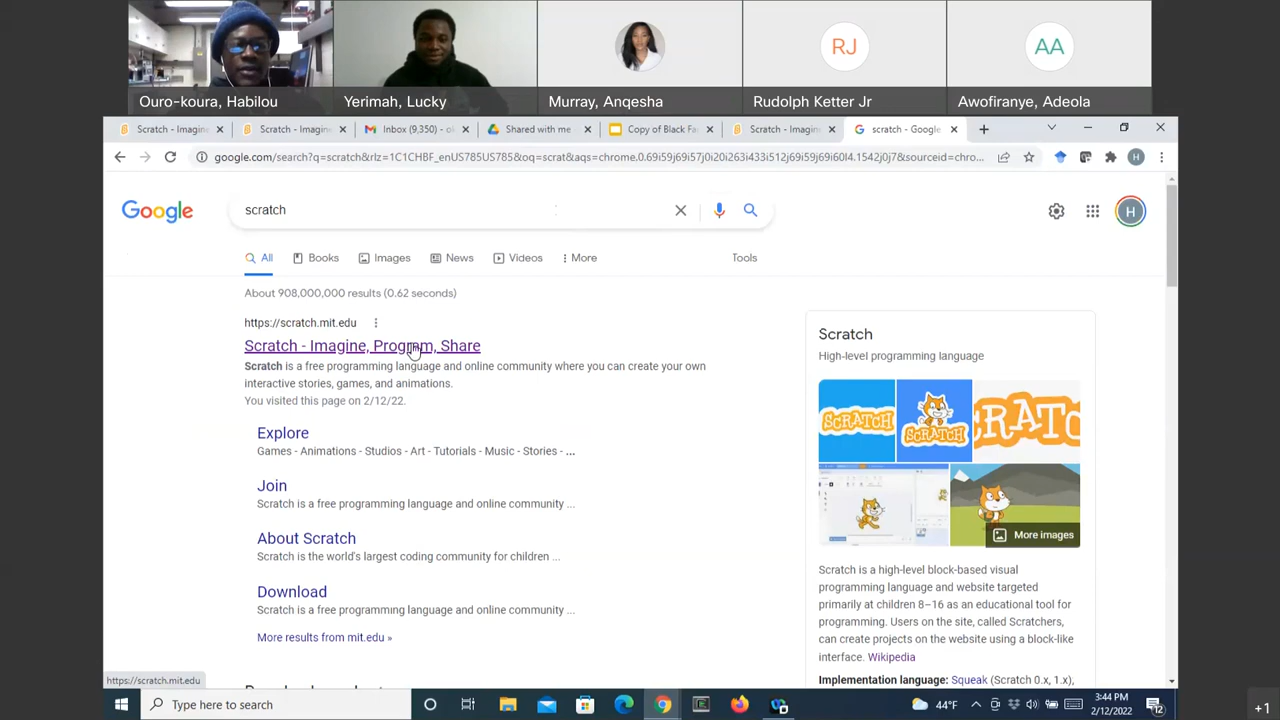 Ouro-koura, Habilou
Yerimah, Lucky
Murray, Anqesha
RJ
Rudolph Ketter Jr
AA
Awofiranye, Adeola
Scratch - Imagine
Scratch - Imagine
Inbox (9,350) - o
Shared with me
Copy of Black Fa
Scratch - Imagin
scratch - Google
google.com/search?q=scratch&rlz=1C1CHBF_enUS785US785&oq=scrat&aqs=chrome.0.69i59j69i57j0i20i263i433i512j69i59j69i60l4.1542j0j7&sourceid=chro...
H
Google
scratch
H
All
Books
Images
News
Videos
More
Tools
About 908,000,000 results (0.62 seconds)
https://scratch.mit.edu
Scratch - Imagine, Program, Share
Scratch is a free programming language and online community where you can create your own
interactive stories, games, and animations.
You visited this page on 2/12/22.
Explore
Games - Animations - Studios - Art - Tutorials - Music - Stories - ...
Join
Scratch is a free programming language and online community ...
About Scratch
Scratch is the world's largest coding community for children ...
Download
Scratch is a free programming language and online community ...
More results from mit.edu »
Scratch
High-level programming language
SCRATCH
SCRATCH
CRATC
More images
Scratch is a high-level block-based visual
programming language and website targeted
primarily at children 8–16 as an educational tool for
programming. Users on the site, called Scratchers,
can create projects on the website using a block-like
interface. Wikipedia
Implementation language: Squeak (Scratch 0.x, 1.x),
https://scratch.mit.edu
Type here to search
44°F
3:44 PM
2/12/2022
12
+1